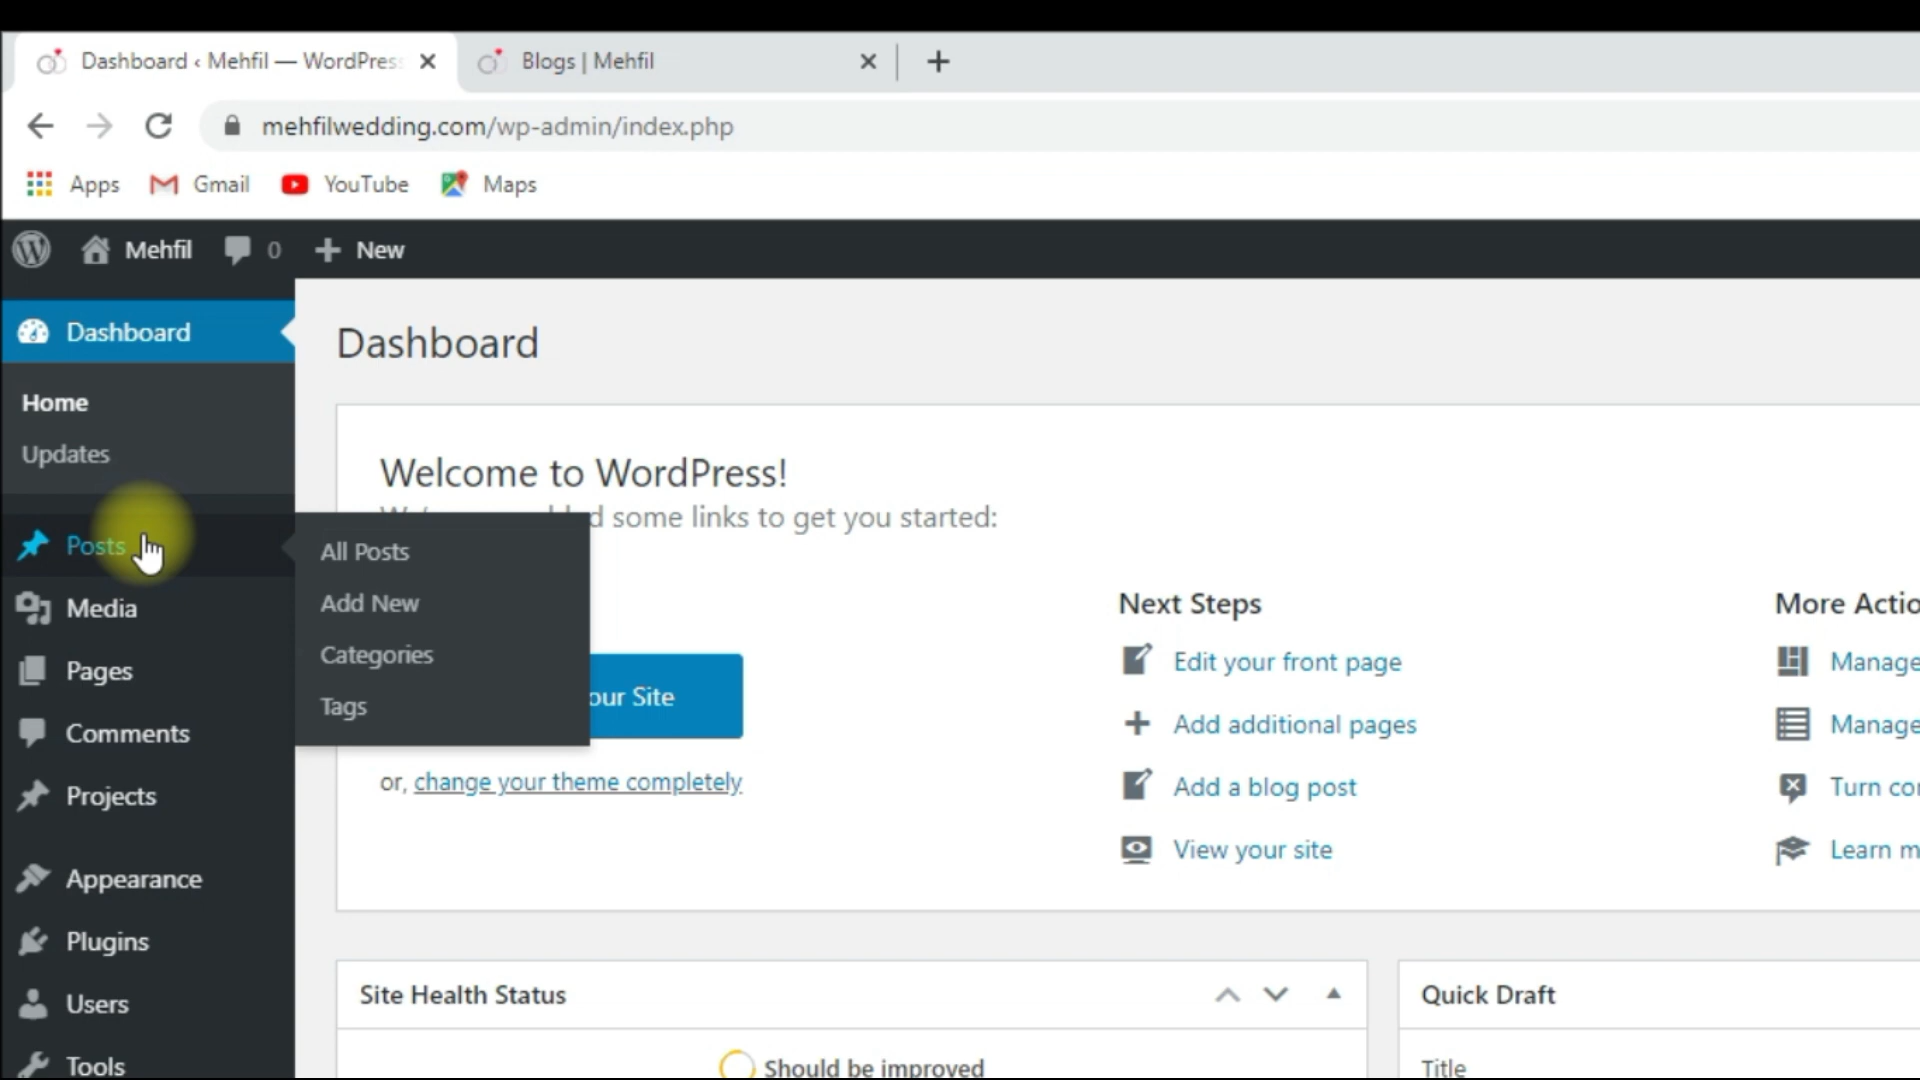 Dashboard ‹ Mehfil — WordPress
Blogs | Mehfil
mehfilwedding.com/wp-admin/index.php
Apps
Gmail
YouTube
Maps
Mehfil
0
New
Dashboard
Home
Updates
Posts
Media
Pages
Comments
Projects
Appearance
Plugins
Users
Tools
All Posts
Add New
Categories
Tags
Dashboard
Welcome to WordPress!
some links to get you started:
our Site
or, change your theme completely
Next Steps
Edit your front page
Add additional pages
Add a blog post
View your site
More Actio
Manage
Manage
Turn co
Learn m
Site Health Status
Should be improved
Quick Draft
Title